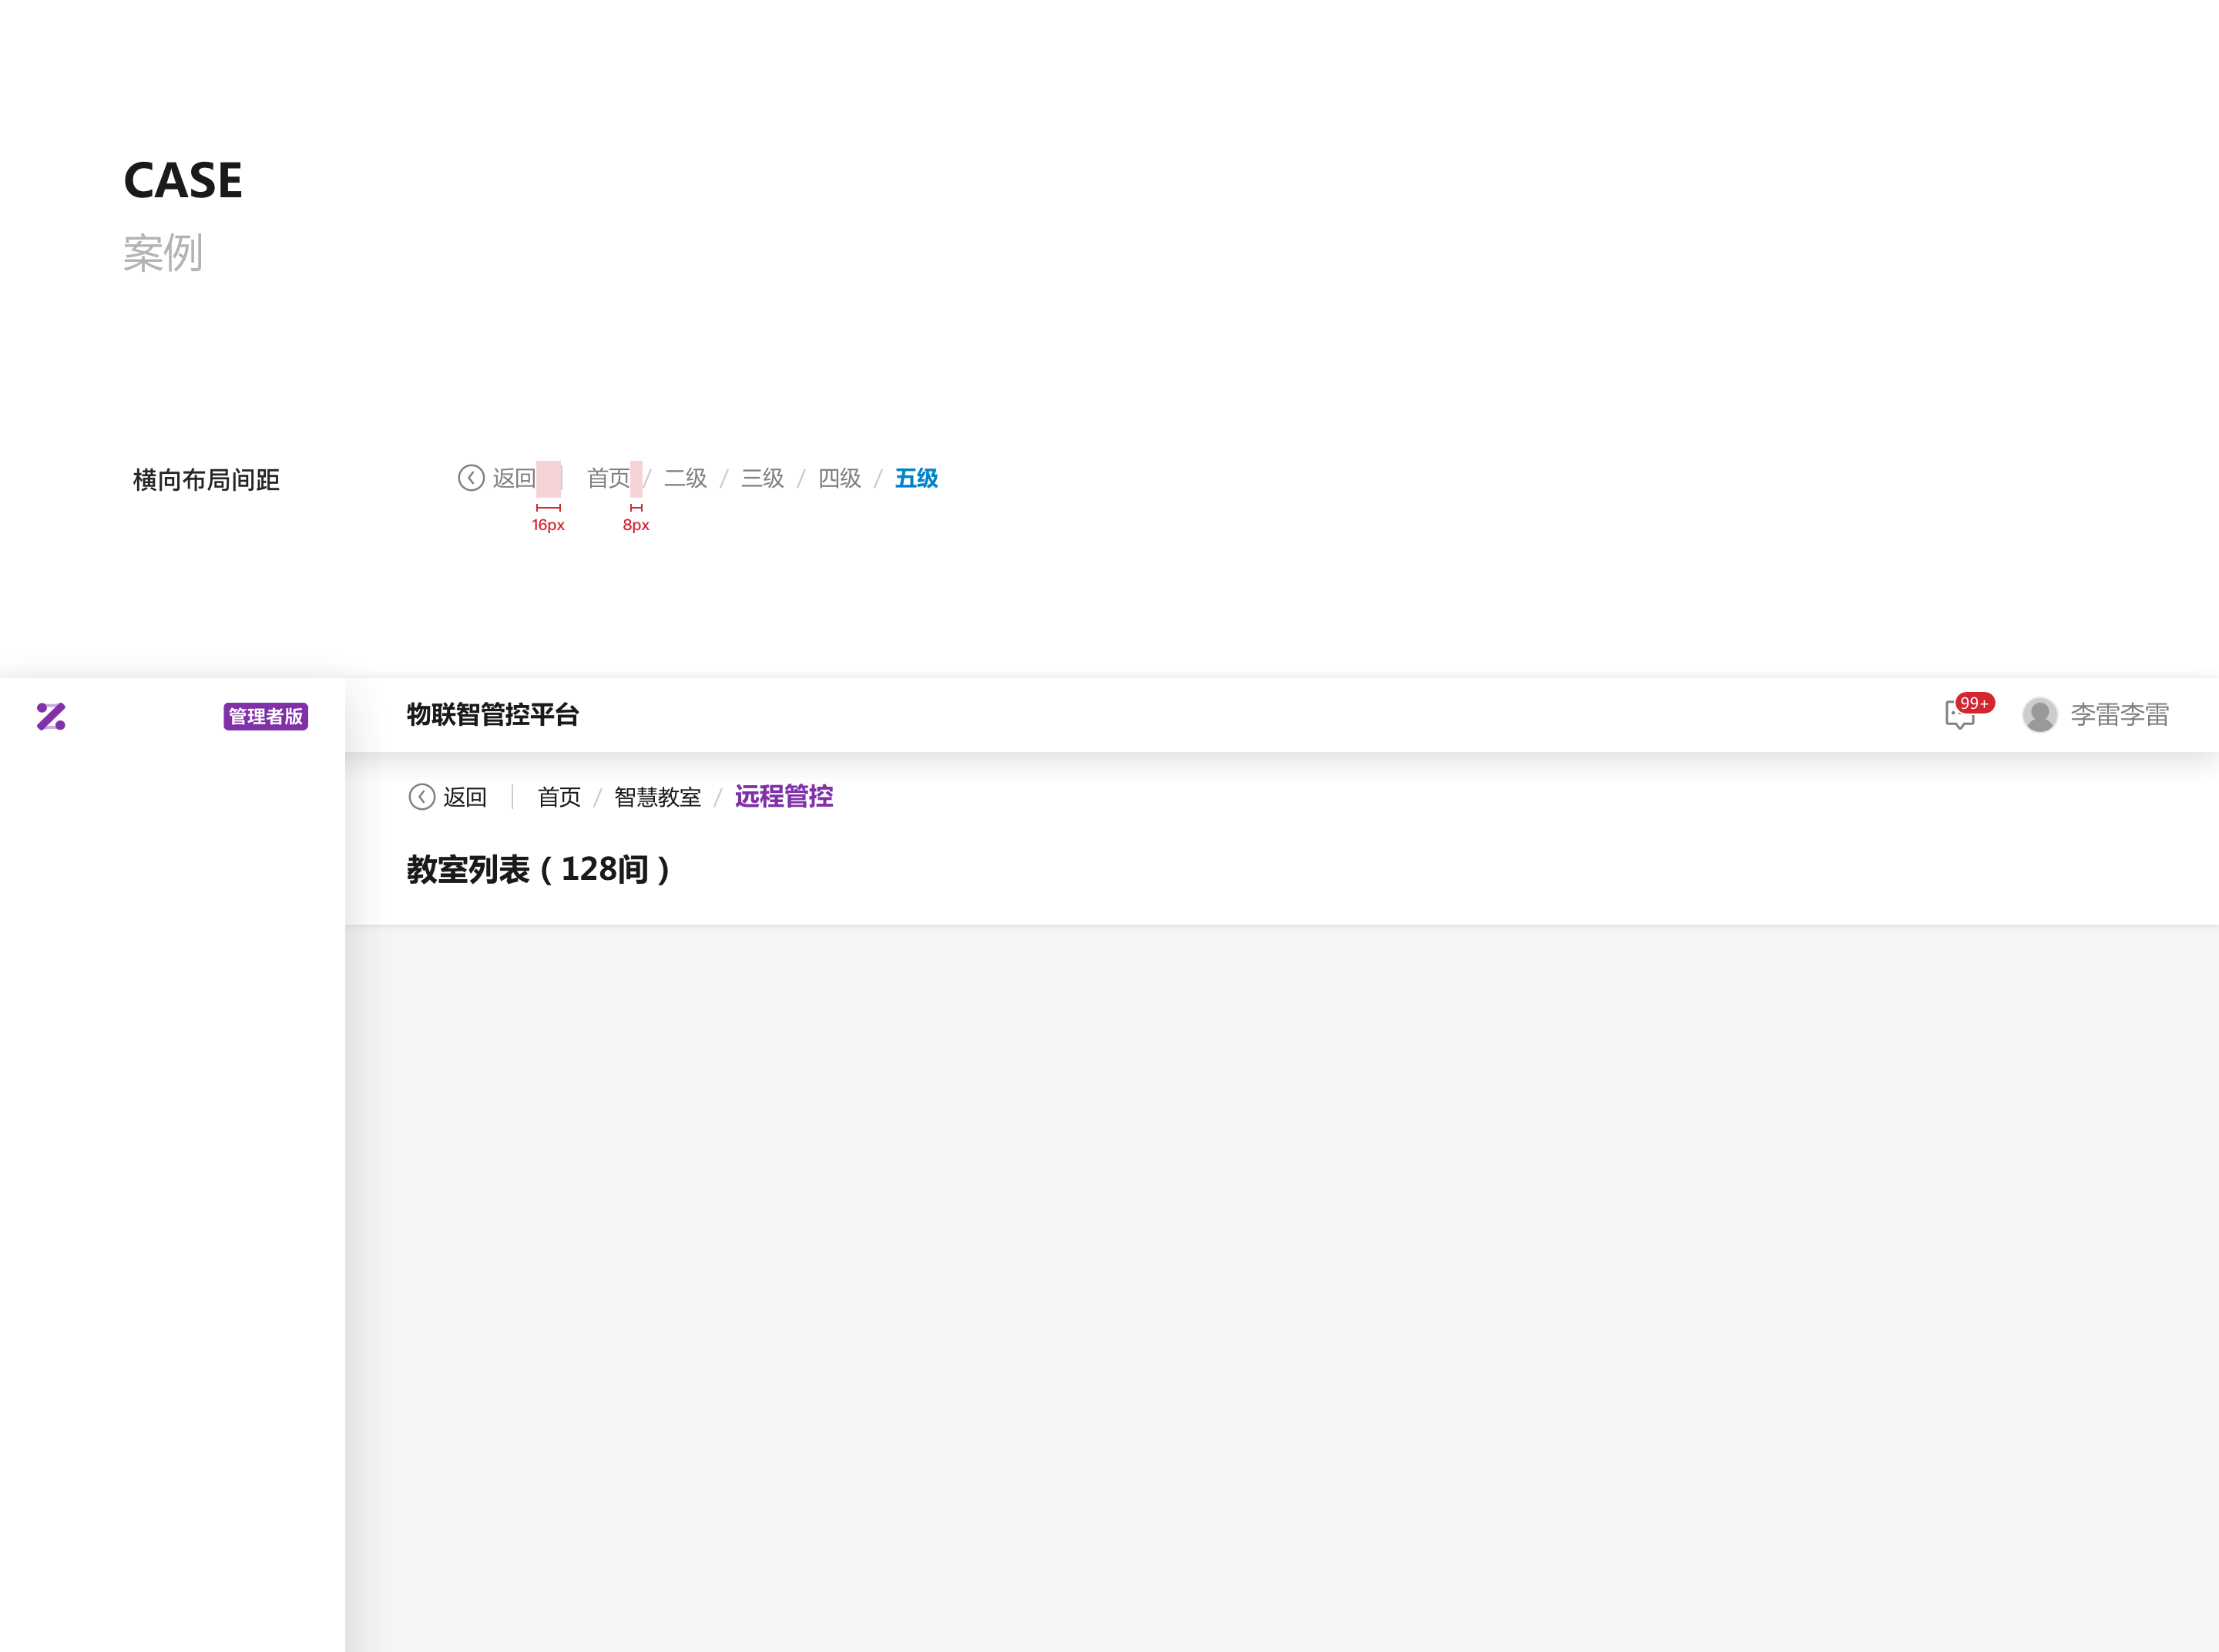 CASE
案例
横向布局间距
返回 首页 / 二级 / 三级 / 四级 / 五级
16px 8px
管理者版 物联智管控平台 99+ 李雷李雷
返回 首页 / 智慧教室 / 远程管控
教室列表（128间）